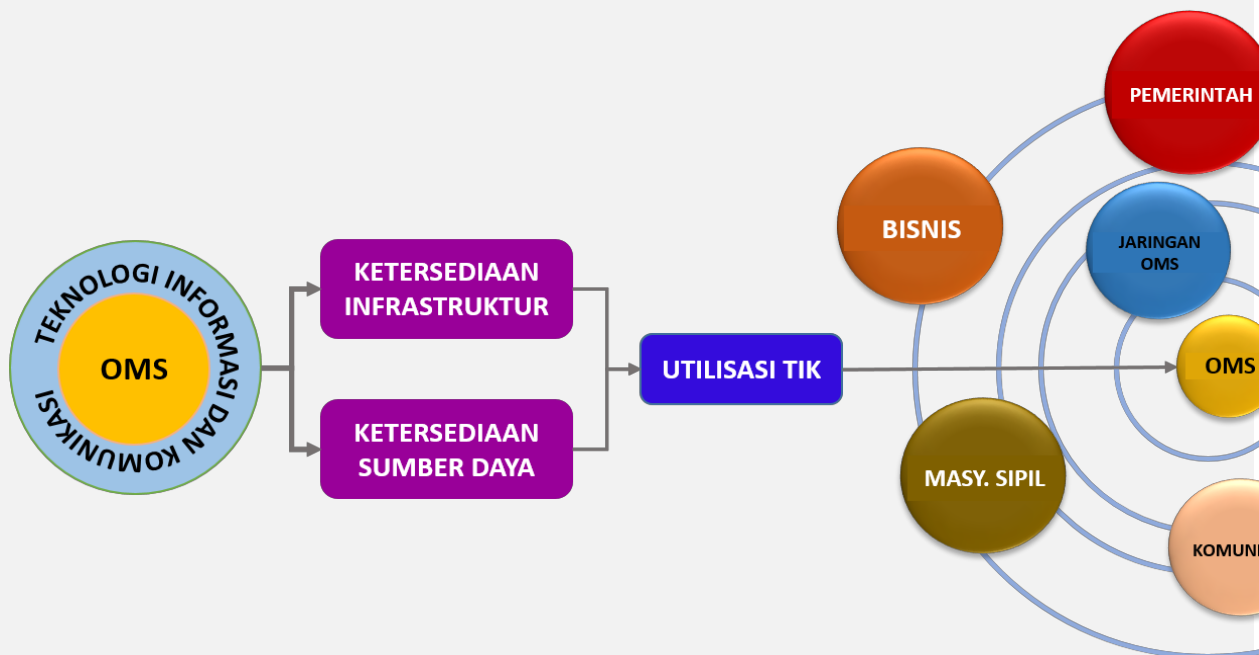 TEKNOLOGI INFORMASI DAN KOMUNIKASI
OMS
KETERSEDIAAN
INFRASTRUKTUR
KETERSEDIAAN
SUMBER DAYA
UTILISASI TIK
PEMERINTAH
BISNIS
JARINGAN
OMS
OMS
MASY. SIPIL